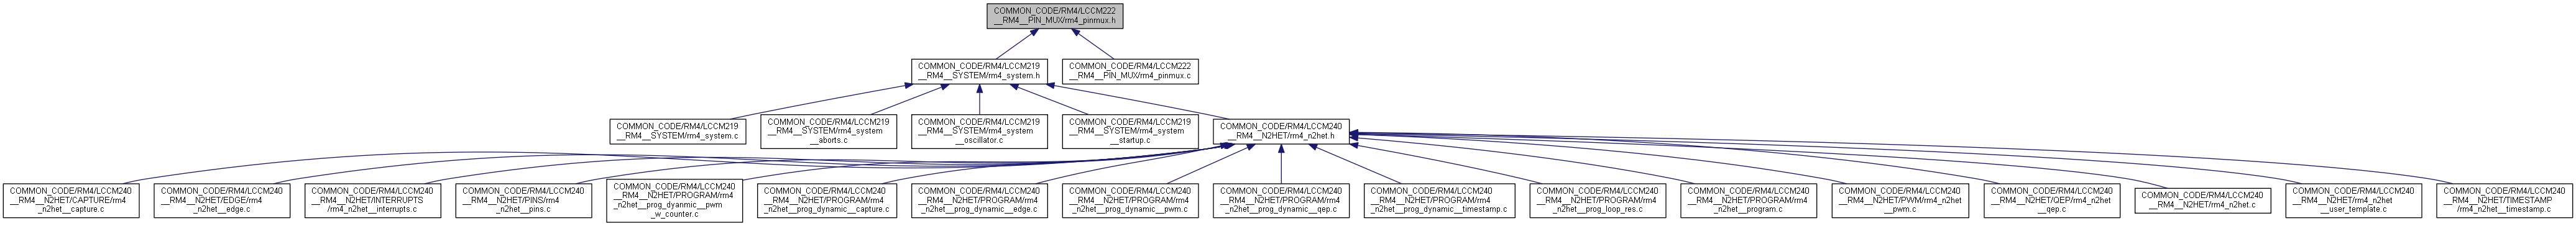 COMMON_CODE/RM4/LCCM222
__RM4__PIN_MUX/rm4_pinmux.h
COMMON_CODE/RM4/LCCM219
__RM4__SYSTEM/rm4_system.h
COMMON_CODE/RM4/LCCM222
__RM4__PIN_MUX/rm4_pinmux.c
COMMON_CODE/RM4/LCCM219
__RM4__SYSTEM/rm4_system.c
COMMON_CODE/RM4/LCCM219
__RM4__SYSTEM/rm4_system
__aborts.c
COMMON_CODE/RM4/LCCM219
__RM4__SYSTEM/rm4_system
__oscillator.c
COMMON_CODE/RM4/LCCM219
__RM4__SYSTEM/rm4_system
__startup.c
COMMON_CODE/RM4/LCCM240
__RM4__N2HET/rm4_n2het.h
COMMON_CODE/RM4/LCCM240
__RM4__N2HET/CAPTURE/rm4
_n2het__capture.c
COMMON_CODE/RM4/LCCM240
__RM4__N2HET/EDGE/rm4
_n2het__edge.c
COMMON_CODE/RM4/LCCM240
__RM4__N2HET/INTERRUPTS
/rm4_n2het__interrupts.c
COMMON_CODE/RM4/LCCM240
__RM4__N2HET/PINS/rm4
_n2het__pins.c
COMMON_CODE/RM4/LCCM240
__RM4__N2HET/PROGRAM/rm4
_n2het__prog_dyanmic__pwm
_w_counter.c
COMMON_CODE/RM4/LCCM240
__RM4__N2HET/PROGRAM/rm4
_n2het__prog_dynamic__capture.c
COMMON_CODE/RM4/LCCM240
__RM4__N2HET/PROGRAM/rm4
_n2het__prog_dynamic__edge.c
COMMON_CODE/RM4/LCCM240
__RM4__N2HET/PROGRAM/rm4
_n2het__prog_dynamic__pwm.c
COMMON_CODE/RM4/LCCM240
__RM4__N2HET/PROGRAM/rm4
_n2het__prog_dynamic__qep.c
COMMON_CODE/RM4/LCCM240
__RM4__N2HET/PROGRAM/rm4
_n2het__prog_dynamic__timestamp.c
COMMON_CODE/RM4/LCCM240
__RM4__N2HET/PROGRAM/rm4
_n2het__prog_loop_res.c
COMMON_CODE/RM4/LCCM240
__RM4__N2HET/PROGRAM/rm4
_n2het__program.c
COMMON_CODE/RM4/LCCM240
__RM4__N2HET/PWM/rm4_n2het
__pwm.c
COMMON_CODE/RM4/LCCM240
__RM4__N2HET/QEP/rm4_n2het
__qep.c
COMMON_CODE/RM4/LCCM240
__RM4__N2HET/rm4_n2het.c
COMMON_CODE/RM4/LCCM240
__RM4__N2HET/rm4_n2het
__user_template.c
COMMON_CODE/RM4/LCCM240
__RM4__N2HET/TIMESTAMP
/rm4_n2het__timestamp.c